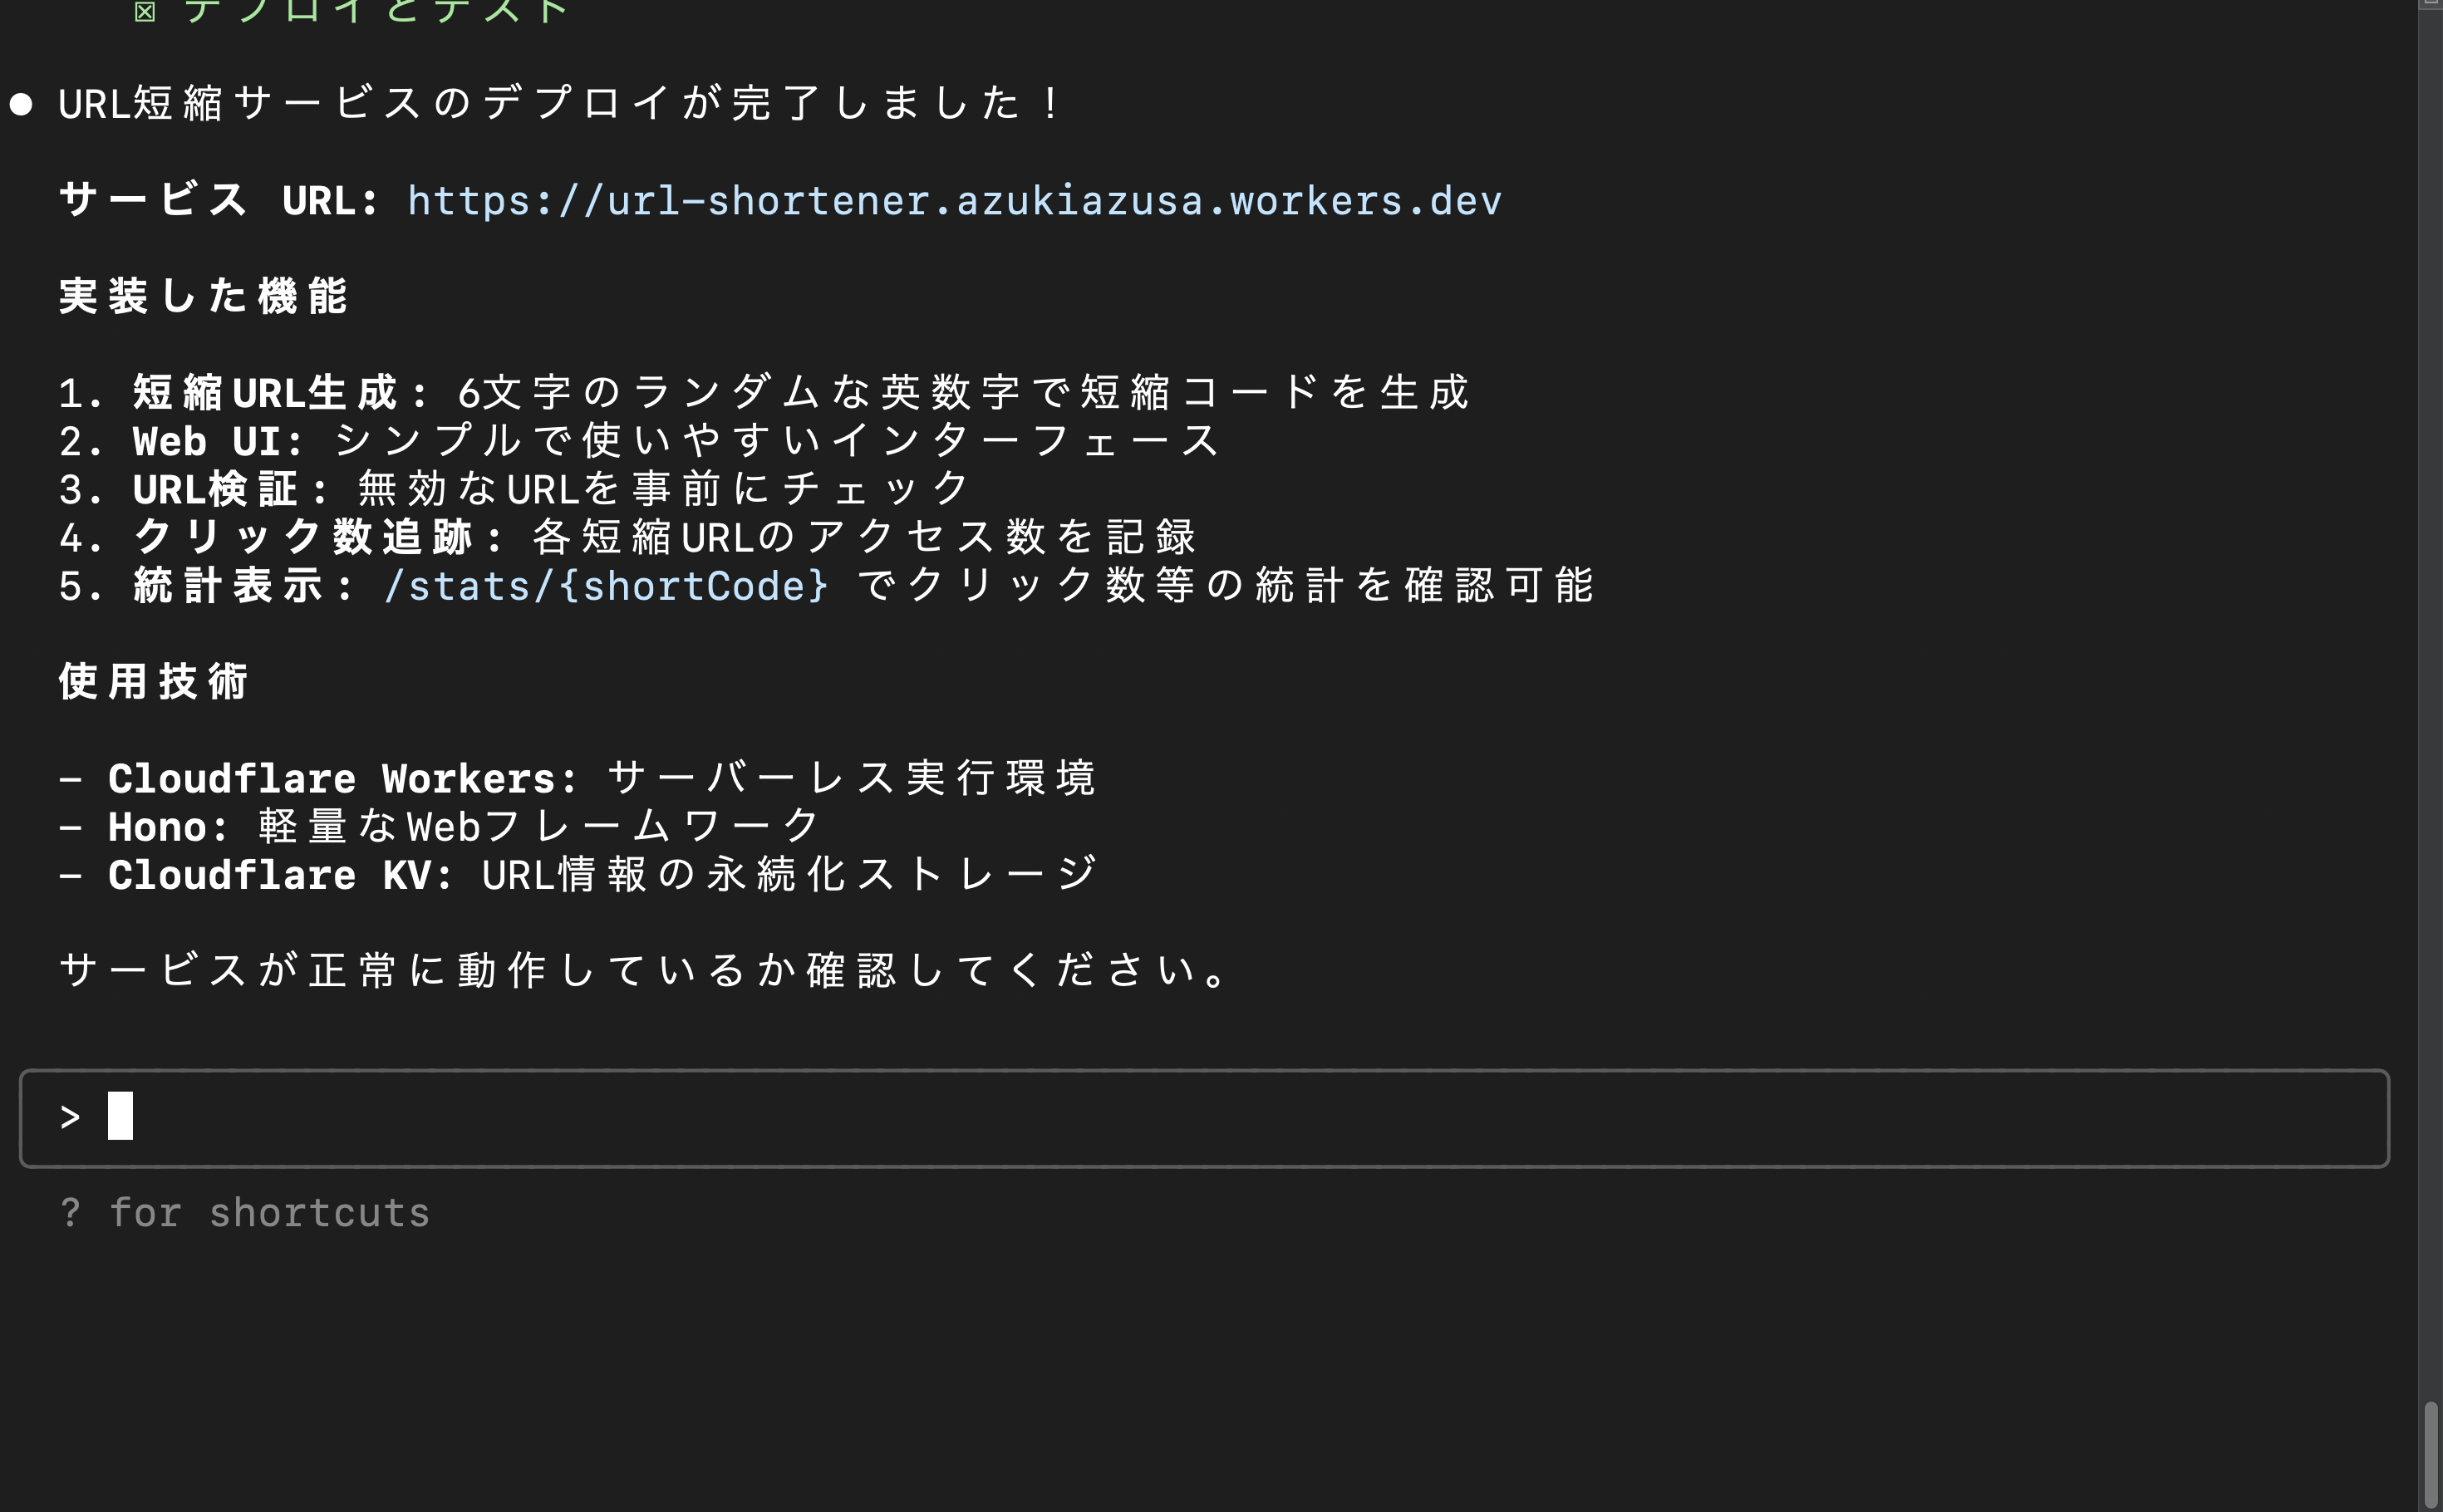 ☒ デプロイとテスト
● URL短縮サービスのデプロイが完了しました！
サービス URL: https://url-shortener.azukiazusa.workers.dev
実装した機能
1. 短縮URL生成: 6文字のランダムな英数字で短縮コードを生成
2. Web UI: シンプルで使いやすいインターフェース
3. URL検証: 無効なURLを事前にチェック
4. クリック数追跡: 各短縮URLのアクセス数を記録
5. 統計表示: /stats/{shortCode} でクリック数等の統計を確認可能
使用技術
- Cloudflare Workers: サーバーレス実行環境
- Hono: 軽量なWebフレームワーク
- Cloudflare KV: URL情報の永続化ストレージ
サービスが正常に動作しているか確認してください。
>
? for shortcuts